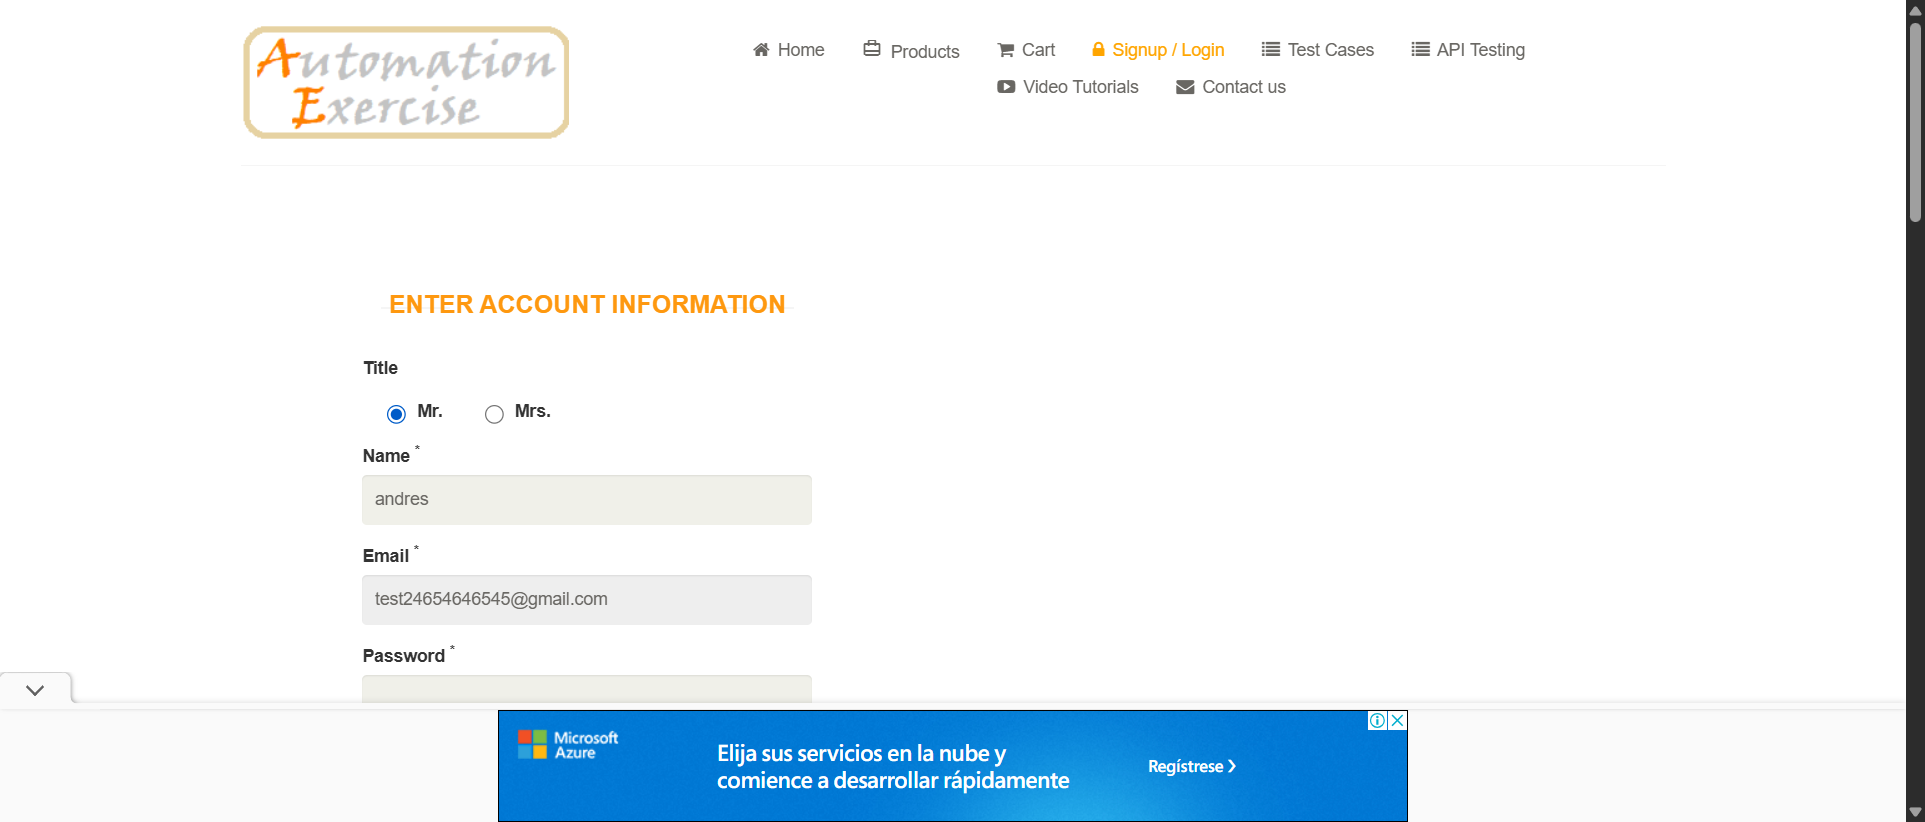 Automation
Exercise
Home
Products
Cart
Signup / Login
Test Cases
API Testing
Video Tutorials
Contact us
ENTER ACCOUNT INFORMATION
Title
Mr.
Mrs.
Name *
andres
Email *
test24654646545@gmail.com
Password *
Microsoft
Azure
Elija sus servicios en la nube y
comience a desarrollar rápidamente
Regístrese